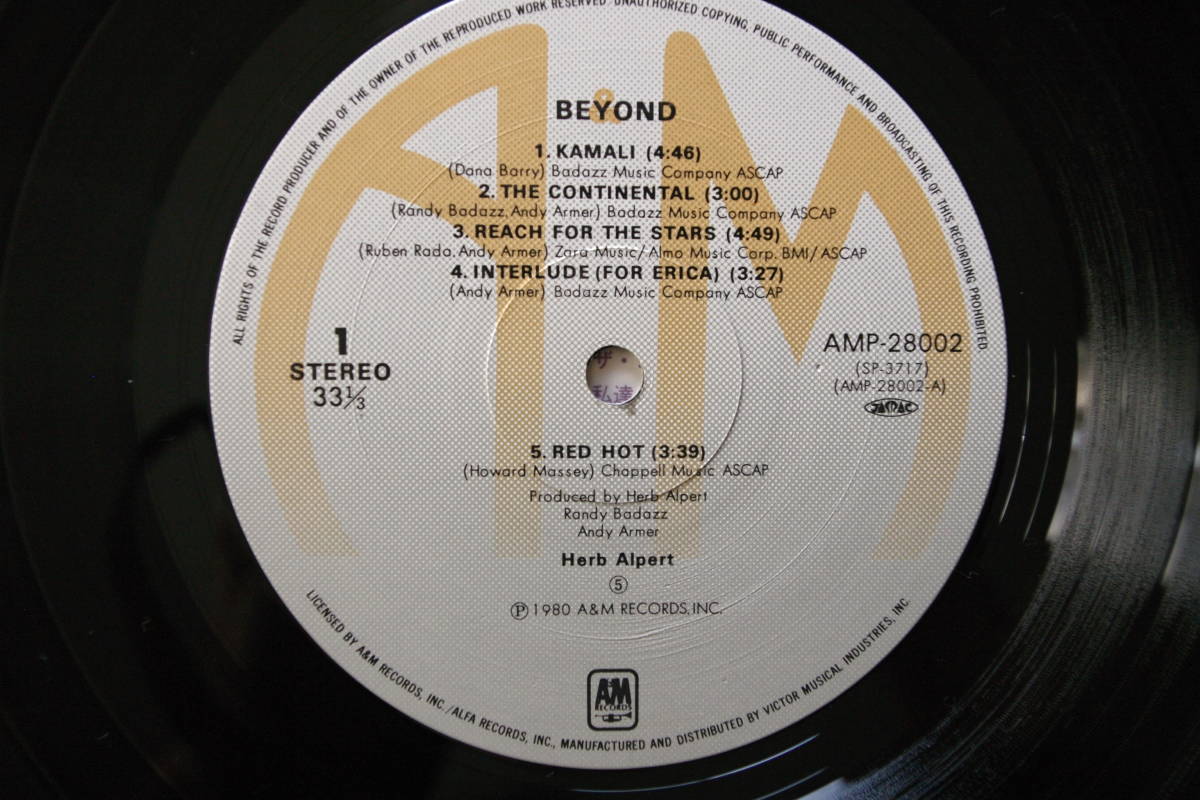 ALL RIGHTS OF THE RECORD PRODUCER AND OF THE OWNER OF THE REPRODUCED WORK RESERVED. UNAUTHORIZED COPYING, PUBLIC PERFORMANCE AND BROADCASTING OF THIS RECORDING PROHIBITED
&
BEYOND
1. KAMALI (4:46)
(Dana Barry) Badazz Music Company ASCAP
2. THE CONTINENTAL (3:00)
(Randy Badazz, Andy Armer) Badazz Music Company ASCAP
3. REACH FOR THE STARS (4:49)
(Ruben Rada. Andy Armer) Zara Music/Almo Music Corp. BMI/ASCAP
4. INTERLUDE (FOR ERICA) (3:27)
(Andy Armer) Badazz Music Company ASCAP
1
STEREO
33⅓
AMP-28002
(SP-3717)
(AMP-28002-A)
JASRAC
ザ・
私達
5. RED HOT (3:39)
(Howard Massey) Chappell Music ASCAP
Produced by Herb Alpert
Randy Badazz
Andy Armer
Herb Alpert
⑤
Ⓟ 1980 A&M RECORDS, INC.
A&M
RECORDS
LICENSED BY A&M RECORDS, INC./ALFA RECORDS, INC., MANUFACTURED AND DISTRIBUTED BY VICTOR MUSICAL INDUSTRIES, INC.